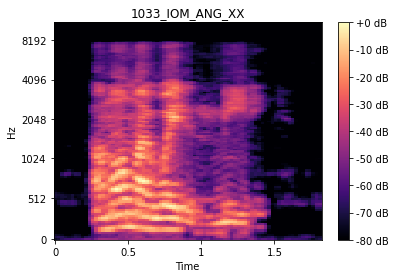 1033_IOM_ANG_XX
8192
4096
2048
1024
512
0
Hz
0
0.5
1
1.5
Time
+0 dB
-10 dB
-20 dB
-30 dB
-40 dB
-50 dB
-60 dB
-70 dB
-80 dB